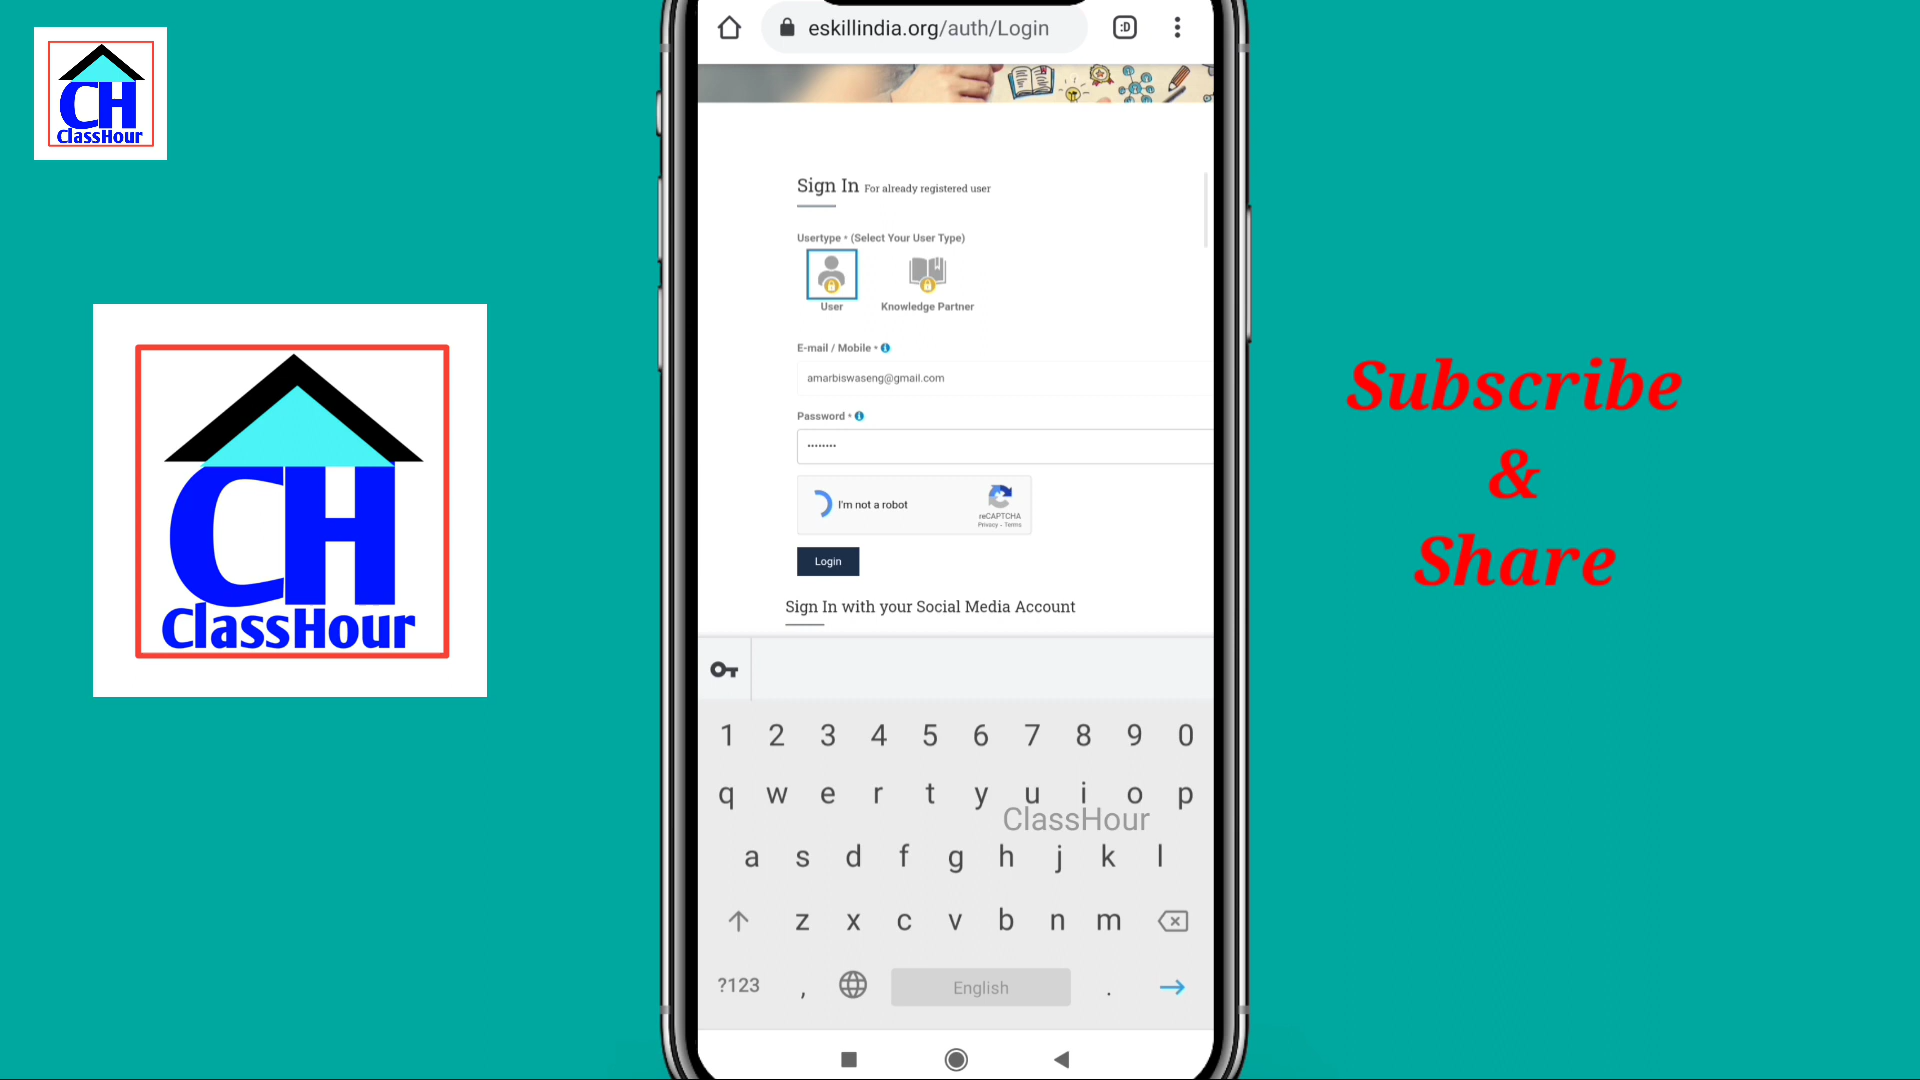 CH
ClassHour
CH
ClassHour
eskillindia.org/auth/Login
:D
Sign In For already registered user
Usertype * (Select Your User Type)
User
Knowledge Partner
E-mail / Mobile *
amarbiswaseng@gmail.com
Password *
••••••••
I'm not a robot
reCAPTCHA
Privacy - Terms
Login
Sign In with your Social Media Account
1 2 3 4 5 6 7 8 9 0
q w e r t y u i o p
ClassHour
a s d f g h j k l
z x c v b n m
?123 , English .
Subscribe
&
Share